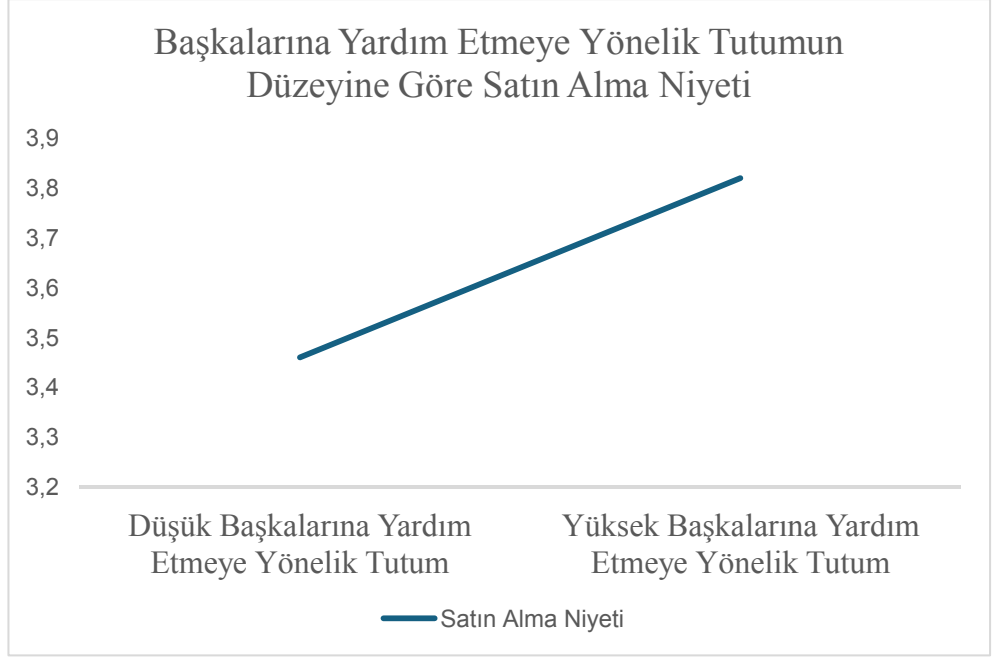 Başkalarına Yardım Etmeye Yönelik Tutumun
Düzeyine Göre Satın Alma Niyeti
3,9
3,8
3,7
3,6
3,5
3,4
3,3
3,2
Düşük Başkalarına Yardım
Etmeye Yönelik Tutum
Yüksek Başkalarına Yardım
Etmeye Yönelik Tutum
Satın Alma Niyeti